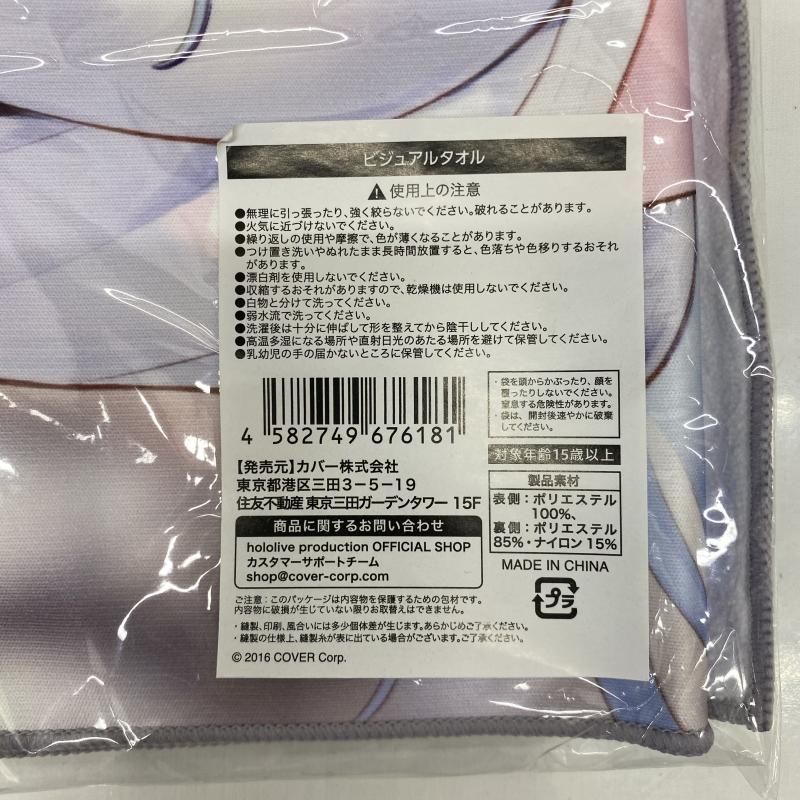 ビジュアルタオル
⚠使用上の注意
●無理に引っ張ったり、強く絞らないでください。破れることがあります。
●火気に近づけないでください。
●繰り返しの使用や摩擦で、色が薄くなることがあります。
●つけ置き洗いやぬれたまま長時間放置すると、色落ちや色移りするおそれ
があります。
●漂白剤を使用しないでください。
●収縮するおそれがありますので、乾燥機は使用しないでください。
●白物と分けて洗ってください。
●弱水流で洗ってください。
●洗濯後は十分に伸ばして形を整えてから陰干ししてください。
●高温多湿になる場所や直射日光のあたる場所を避けて保管してください。
●乳幼児の手の届かないところに保管してください。
4 582749 676181
【発売元】カバー株式会社
東京都港区三田3-5-19
住友不動産 東京三田ガーデンタワー 15F
商品に関するお問い合わせ
hololive production OFFICIAL SHOP
カスタマーサポートチーム
shop@cover-corp.com
・袋を頭からかぶったり、顔を
覆ったりしないでください。
窒息する危険性があります。
・袋は、開封後速やかに破棄
してください。
対象年齢15歳以上
製品素材
表側：ポリエステル
100%、
裏側：ポリエステル
85%・ナイロン 15%
MADE IN CHINA
プラ
ご注意：このパッケージは内容物を保護するための包材です。
内容物に破損が生じていない限りお取替えはできません。
・縫製、印刷、風合いには多少個体差が生じます。あらかじめご了承ください。
・縫製の仕様上、縫製糸が表に出ている場合がございます。ご了承ください。
© 2016 COVER Corp.